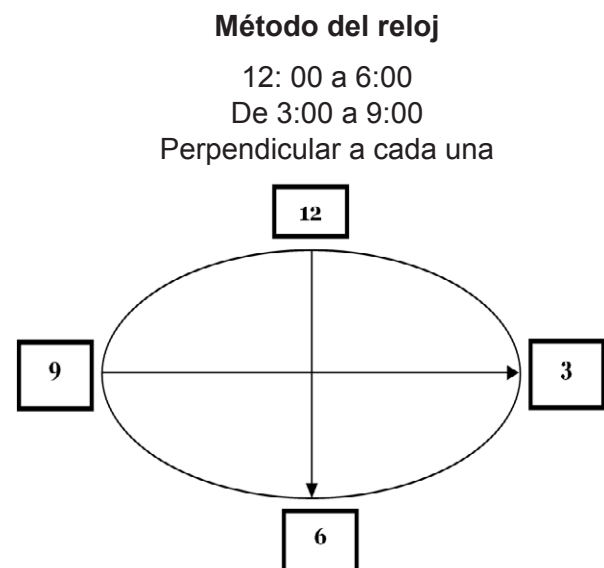 Método del reloj
12: 00 a 6:00
De 3:00 a 9:00
Perpendicular a cada una
12
9
3
6